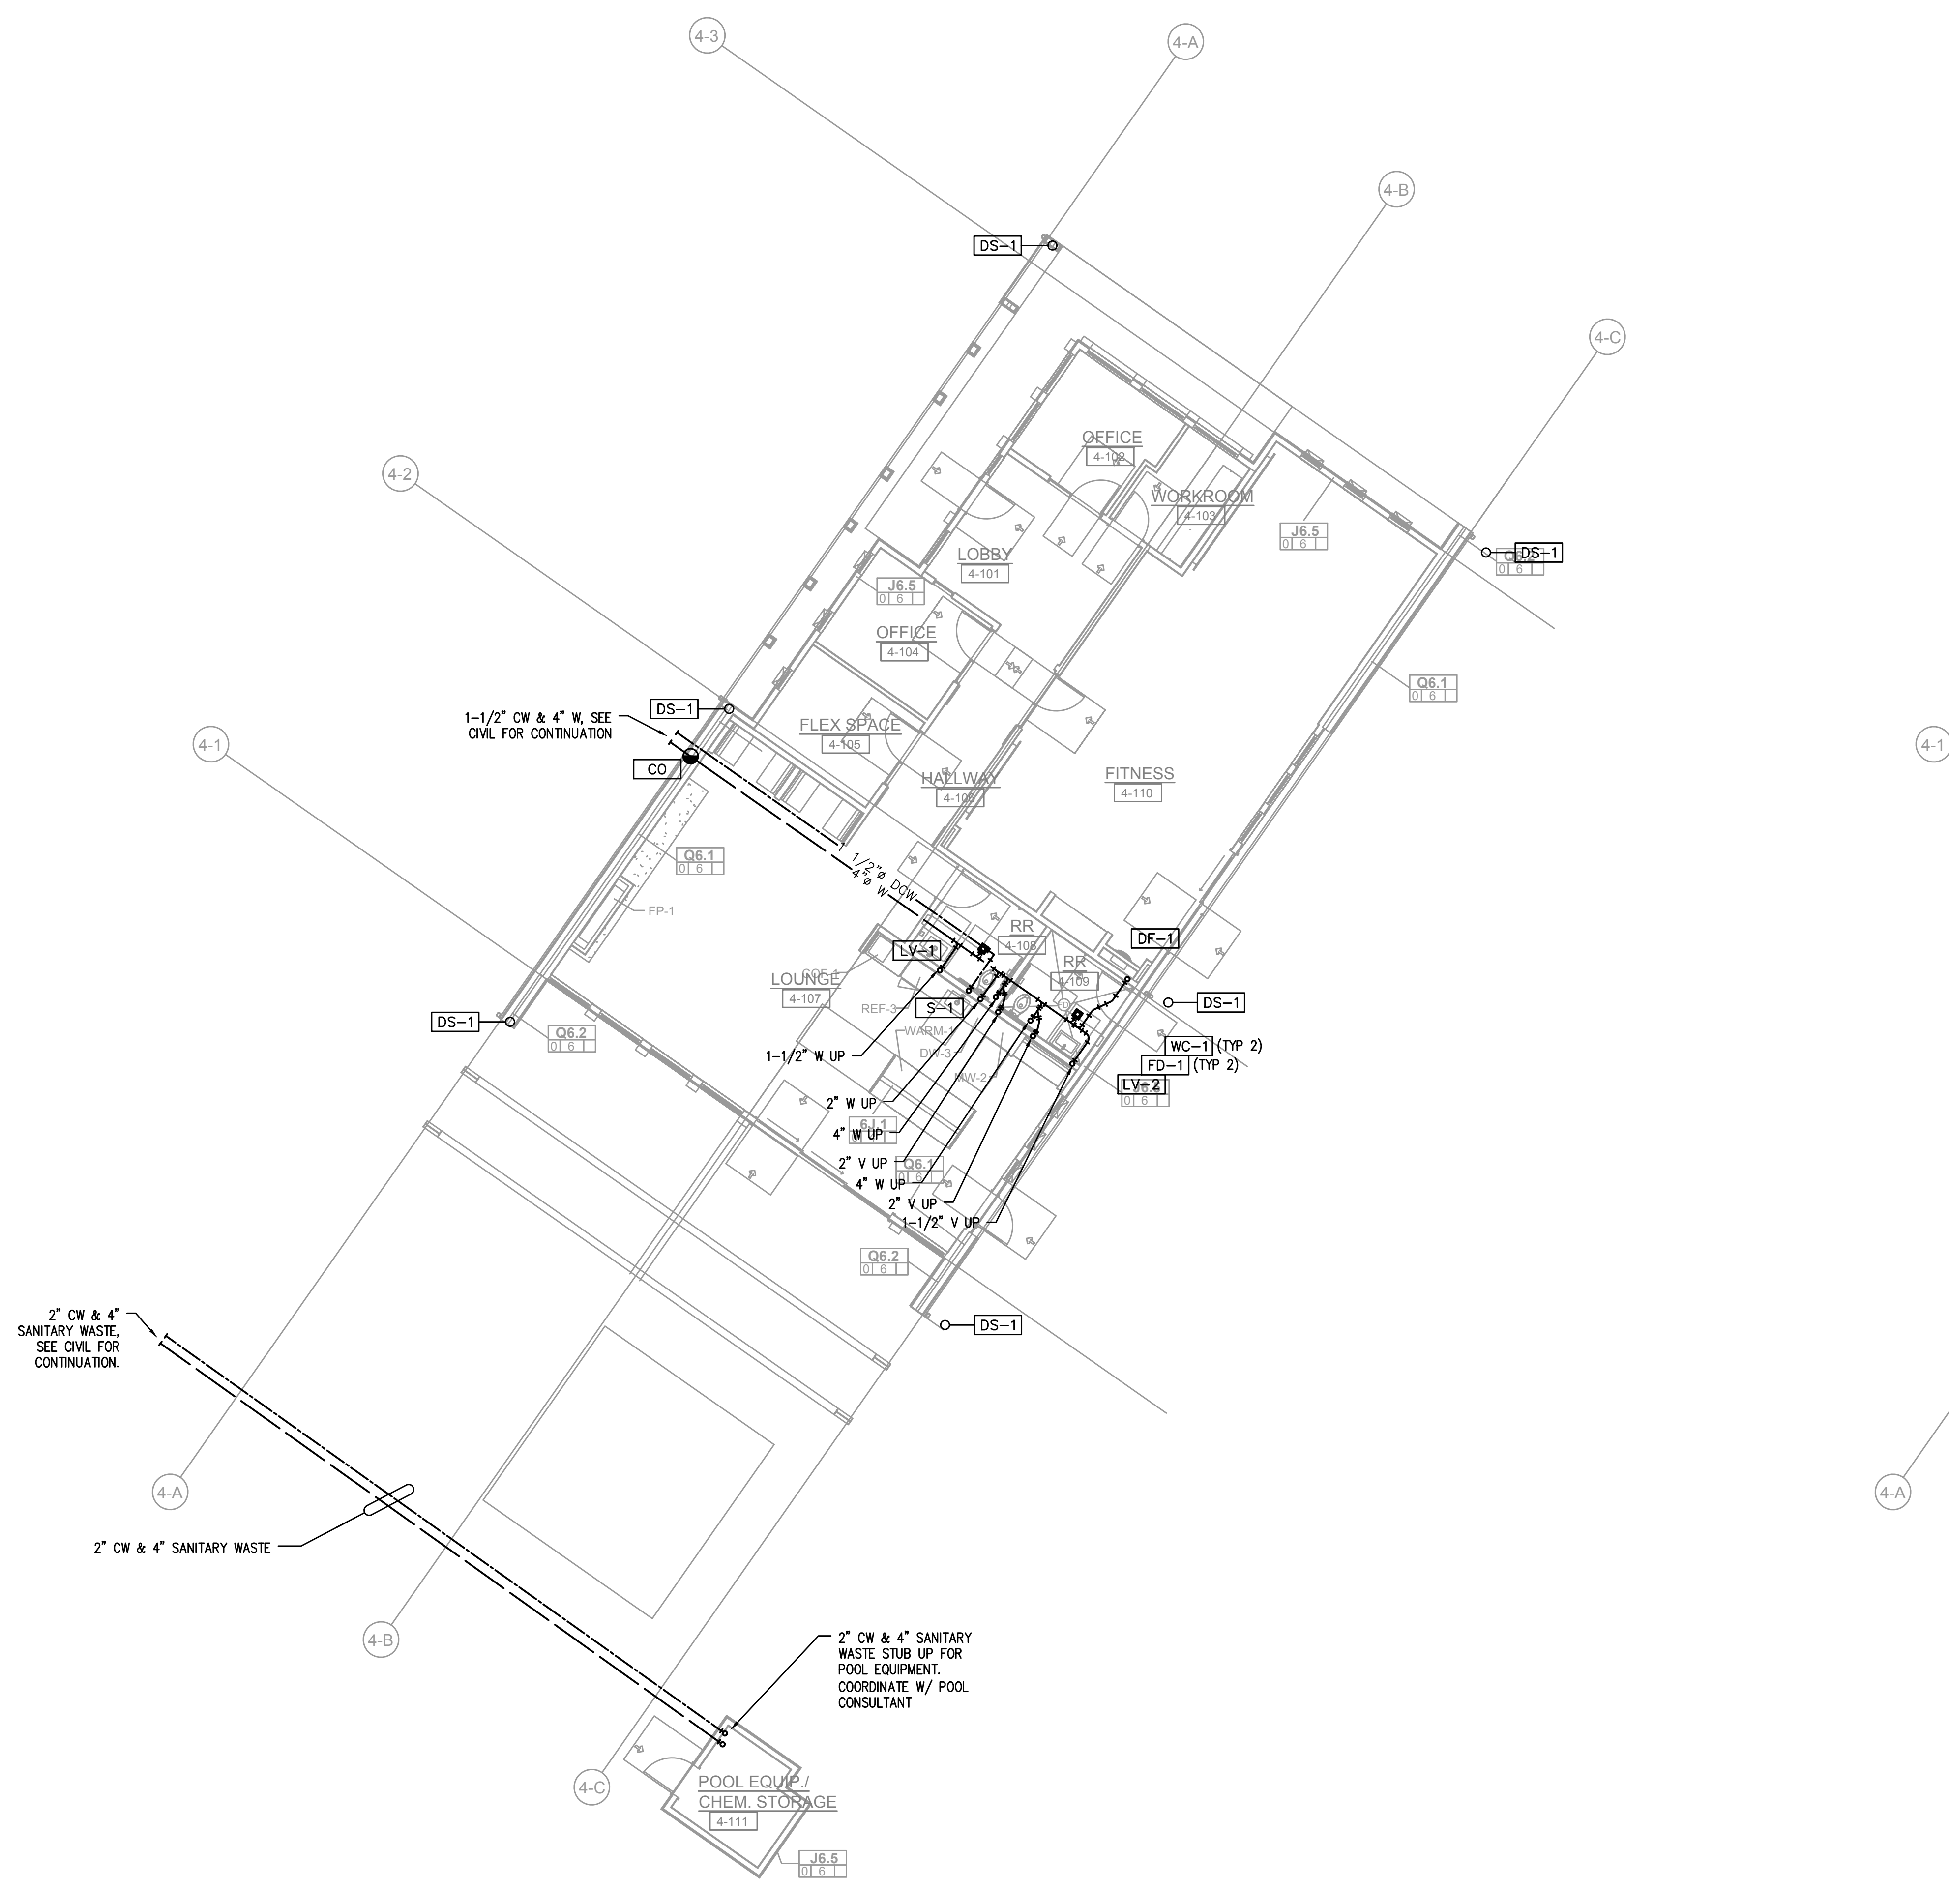 4-3
4-A
4-B
4-C
4-2
4-1
4-1
DS-1
OFFICE
4-102
WORKROOM
4-103
J6.5
0 6
DS-1
0 6
LOBBY
4-101
J6.5
0 6
OFFICE
4-104
Q6.1
0 6
DS-1
1-1/2" CW & 4" W, SEE
CIVIL FOR CONTINUATION
FLEX SPACE
4-105
CO
HALLWAY
4-106
FITNESS
4-110
1 1/2"ø DCW
4"ø W
Q6.1
0 6
FP-1
RR
4-108
DF-1
LV-1
RR
4-109
LOUNGE
4-107
REF-3
S-1
DS-1
DS-1
Q6.2
0 6
WARM-1
DW-3
MW-2
WC-1 (TYP 2)
FD-1 (TYP 2)
LV-2
0 6
1-1/2" W UP
2" W UP
6J.1
4" W UP
2" V UP
Q6.1
0 6
4" W UP
2" V UP
1-1/2" V UP
Q6.2
0 6
DS-1
2" CW & 4"
SANITARY WASTE,
SEE CIVIL FOR
CONTINUATION.
4-A
4-A
2" CW & 4" SANITARY WASTE
4-B
2" CW & 4" SANITARY
WASTE STUB UP FOR
POOL EQUIPMENT.
COORDINATE W/ POOL
CONSULTANT
4-C
POOL EQUIP./
CHEM. STORAGE
4-111
J6.5
0 6